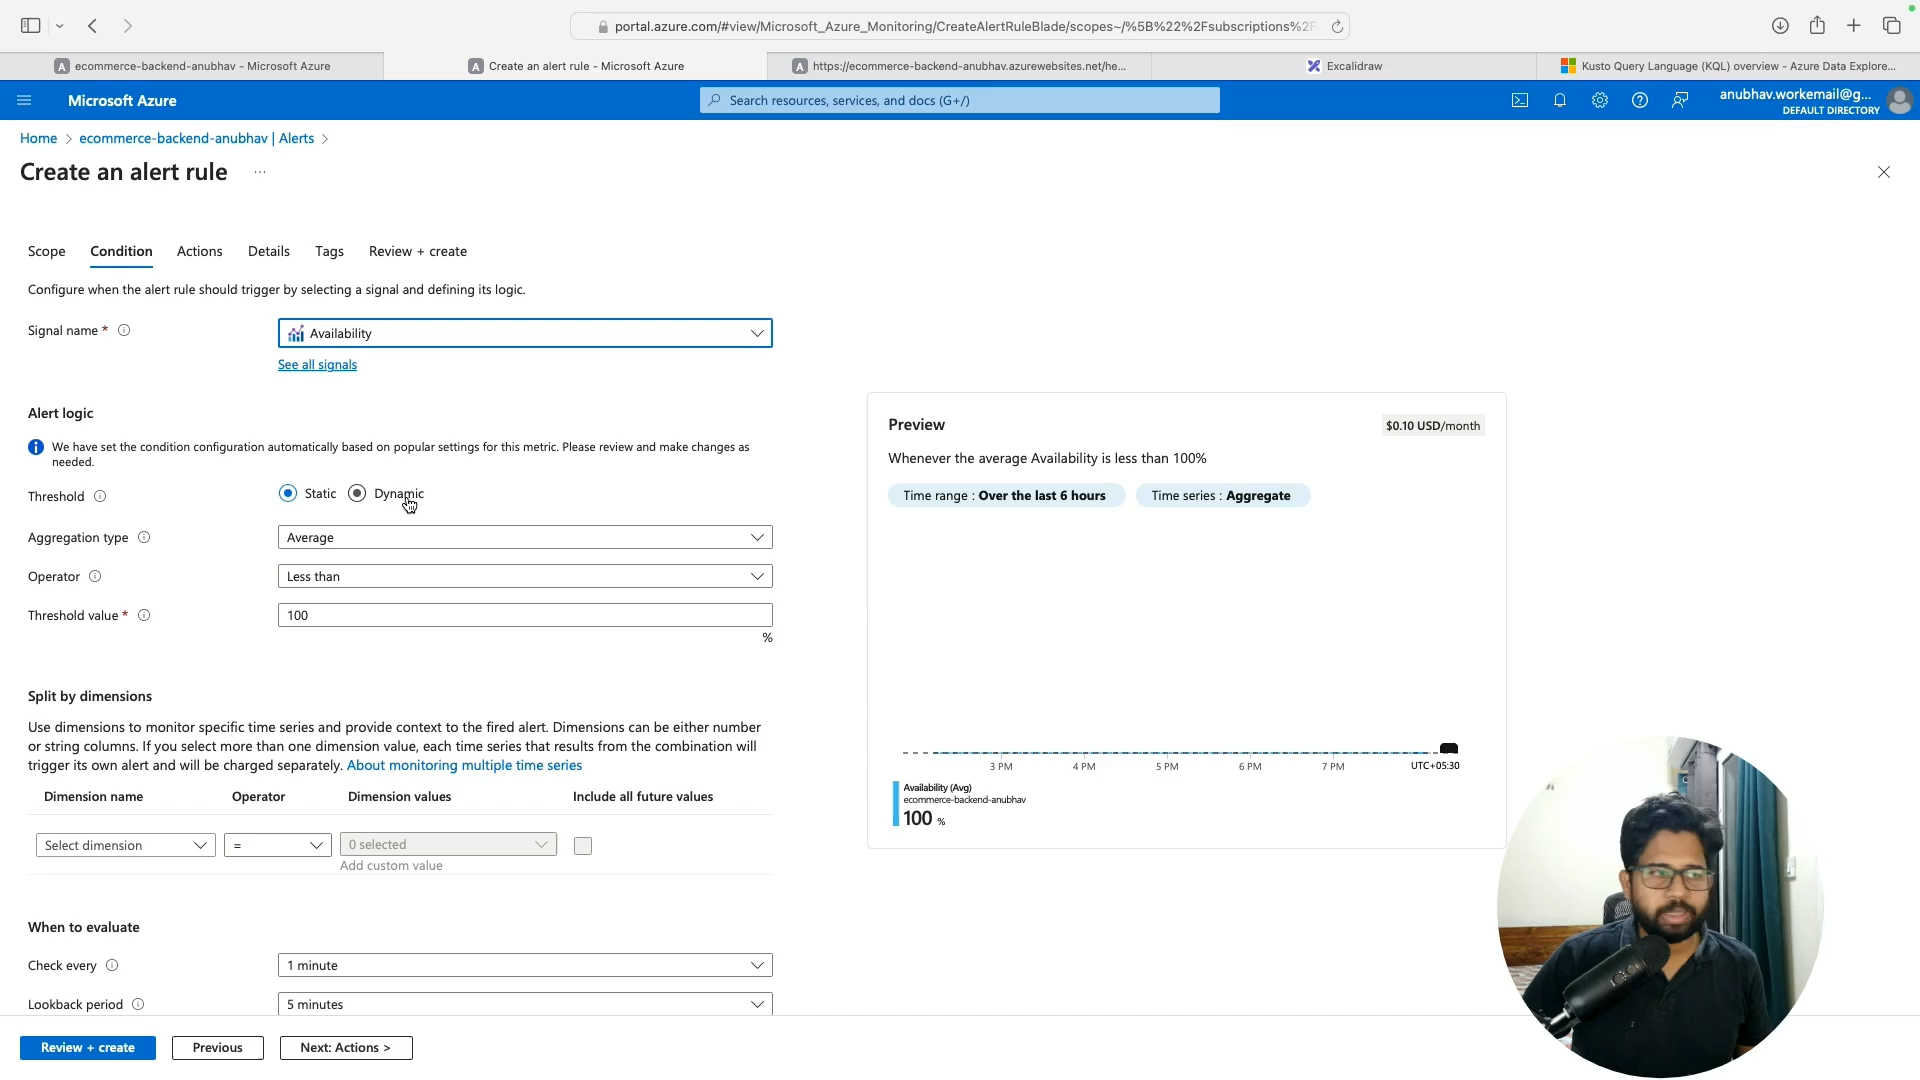 portal.azure.com/#view/Microsoft_Azure_Monitoring/CreateAlertRuleBlade/scopes~/%5B%22%2Fsubscriptions%2F
ecommerce-backend-anubhav - Microsoft Azure
Create an alert rule - Microsoft Azure
https://ecommerce-backend-anubhav.azurewebsites.net/he...
Excalidraw
Kusto Query Language (KQL) overview - Azure Data Explore...
Microsoft Azure
Search resources, services, and docs (G+/)
anubhav.workemail@g...
DEFAULT DIRECTORY
Home > ecommerce-backend-anubhav | Alerts >
Create an alert rule ...
Scope Condition Actions Details Tags Review + create
Configure when the alert rule should trigger by selecting a signal and defining its logic.
Signal name *
Availability
See all signals
Alert logic
We have set the condition configuration automatically based on popular settings for this metric. Please review and make changes as
needed.
Threshold
Static Dynamic
Aggregation type
Average
Operator
Less than
Threshold value *
100
%
Split by dimensions
Use dimensions to monitor specific time series and provide context to the fired alert. Dimensions can be either number
or string columns. If you select more than one dimension value, each time series that results from the combination will
trigger its own alert and will be charged separately. About monitoring multiple time series
Dimension name Operator Dimension values Include all future values
Select dimension = 0 selected
Add custom value
When to evaluate
Check every
1 minute
Lookback period
5 minutes
Preview
$0.10 USD/month
Whenever the average Availability is less than 100%
Time range : Over the last 6 hours Time series : Aggregate
3 PM 4 PM 5 PM 6 PM 7 PM UTC+05:30
Availability (Avg)
ecommerce-backend-anubhav
100 %
Review + create Previous Next: Actions >